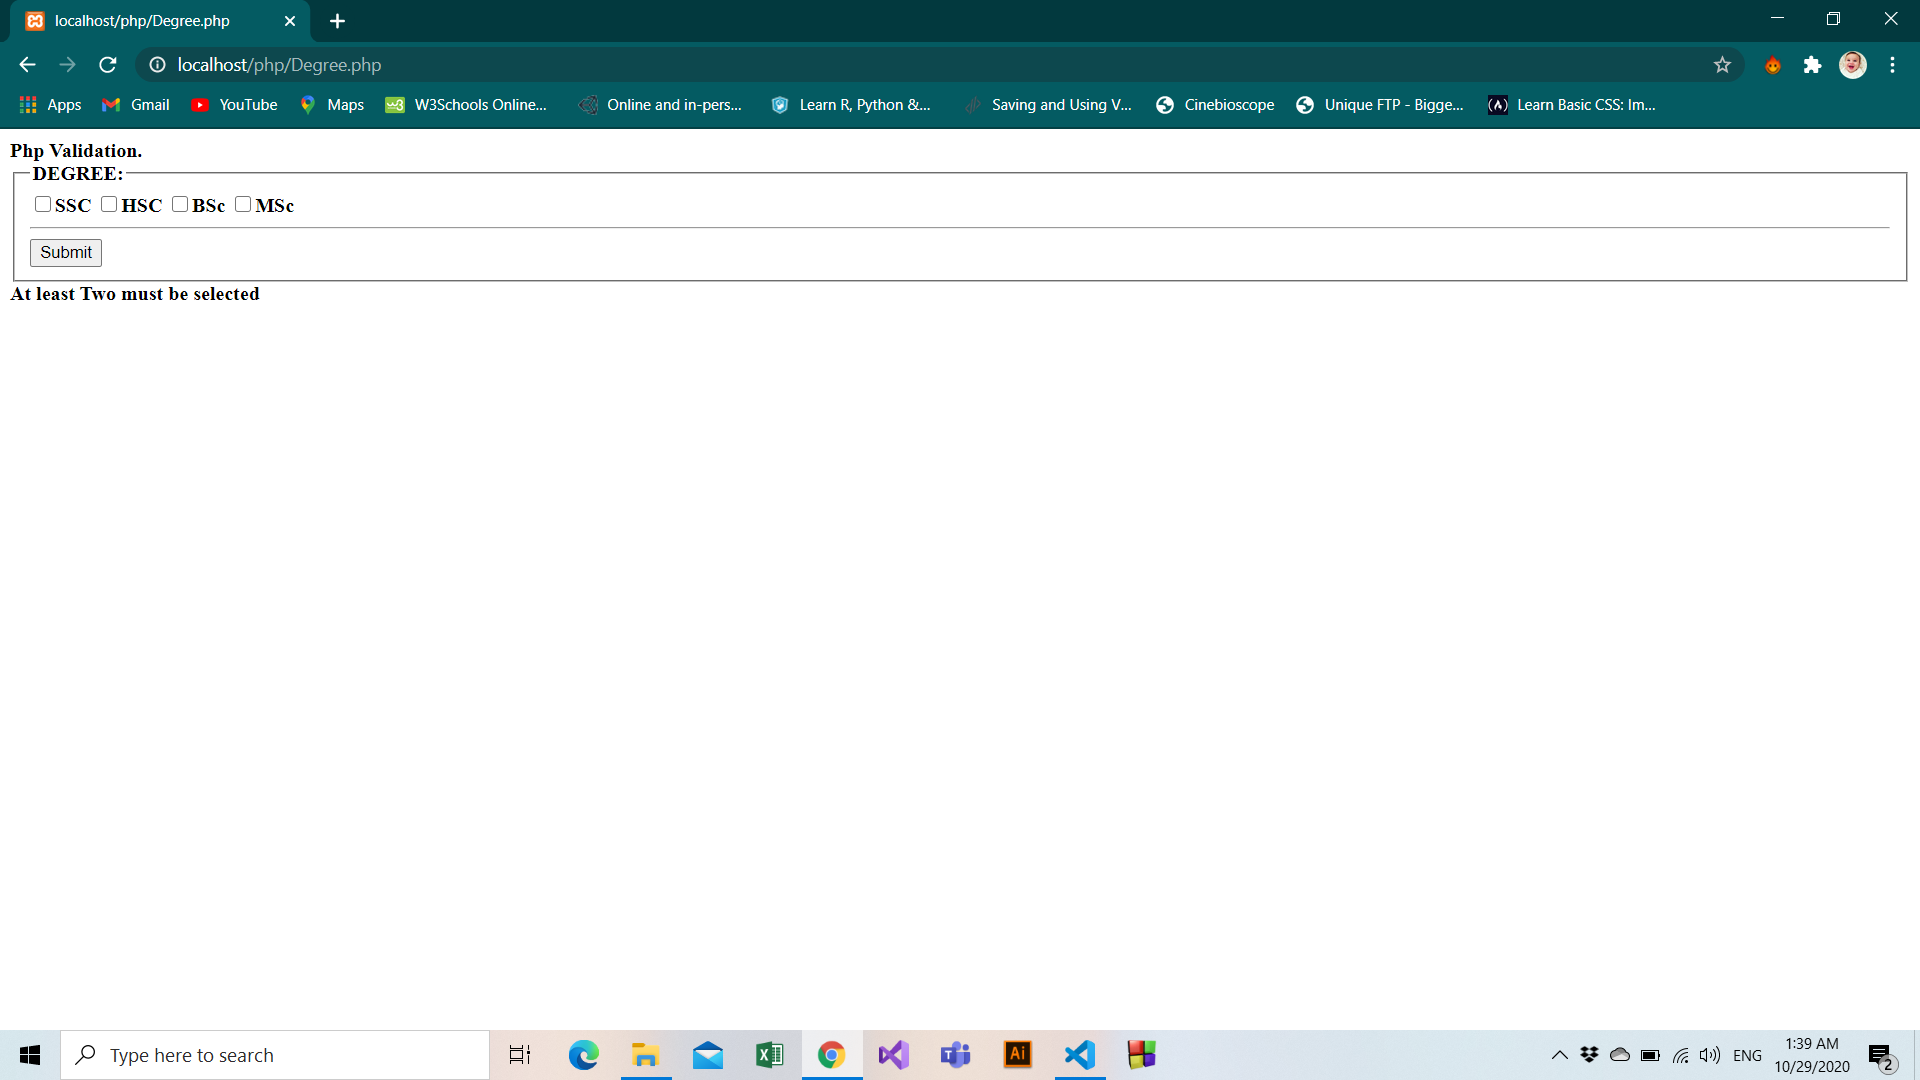 localhost/php/Degree.php
localhost/php/Degree.php
Apps Gmail YouTube Maps W3Schools Online... Online and in-pers... Learn R, Python &... Saving and Using V... Cinebioscope Unique FTP - Bigge... Learn Basic CSS: Im...
Php Validation.
DEGREE:
SSC HSC BSc MSc
Submit
At least Two must be selected
Type here to search
ENG
1:39 AM
10/29/2020
2